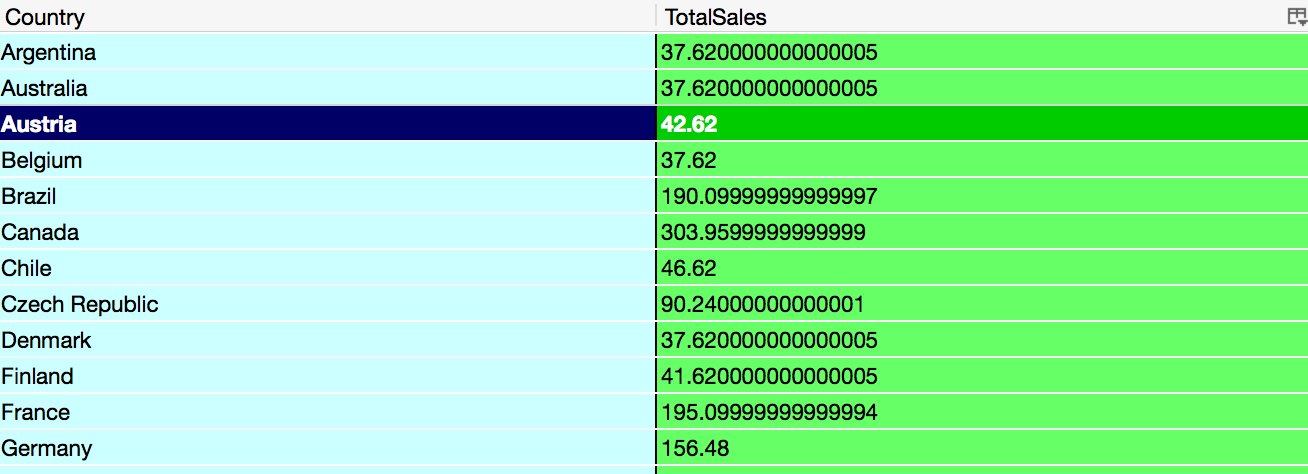 Country TotalSales
Argentina 37.620000000000005
Australia 37.620000000000005
Austria 42.62
Belgium 37.62
Brazil 190.09999999999997
Canada 303.9599999999999
Chile 46.62
Czech Republic 90.24000000000001
Denmark 37.620000000000005
Finland 41.620000000000005
France 195.09999999999994
Germany 156.48